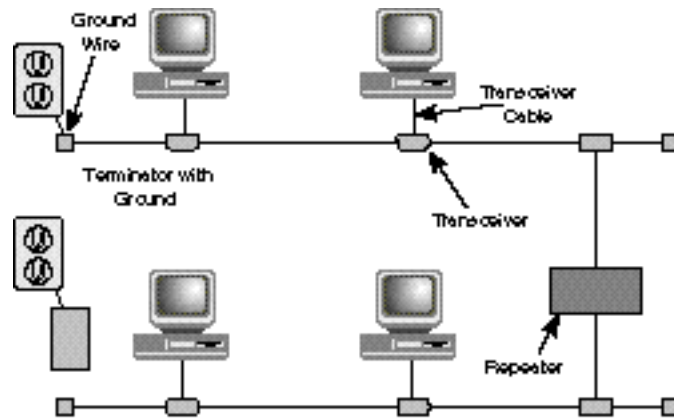 Ground
Wire
Transceiver
Cable
Terminator with
Ground
Transceiver
Repeater